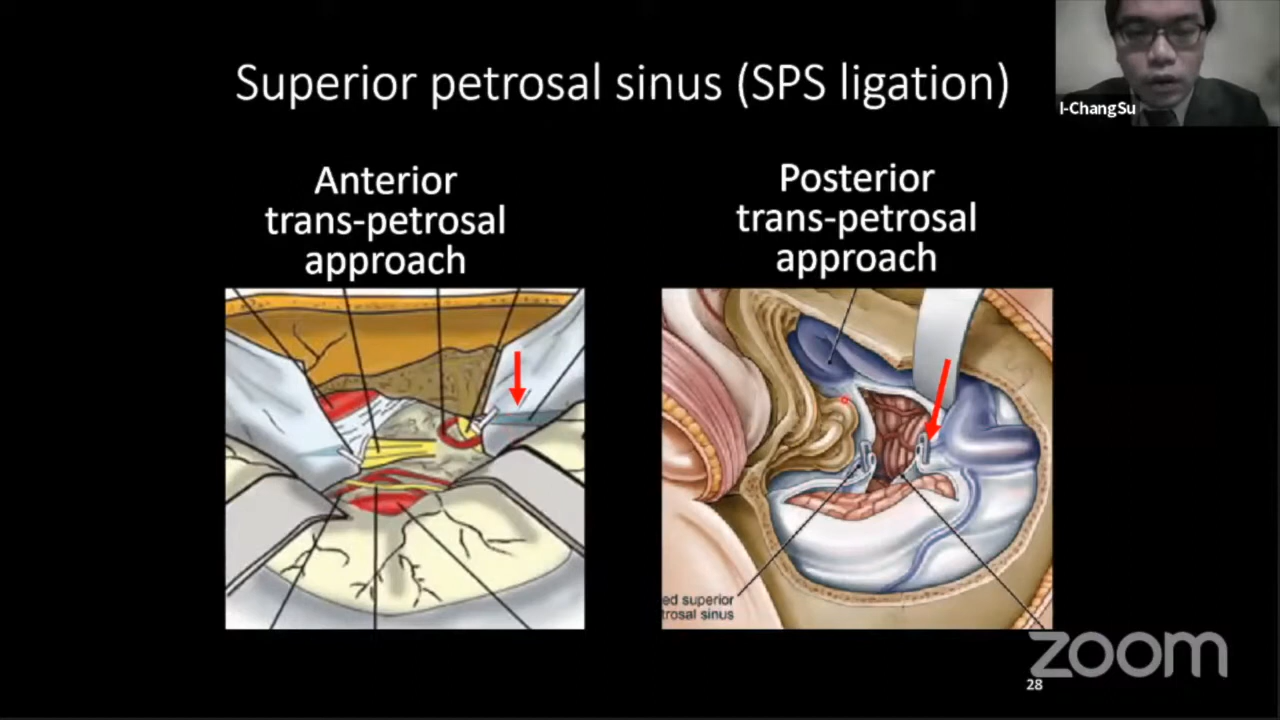 Superior petrosal sinus (SPS ligation)
I-ChangSu
Anterior
trans-petrosal
approach
Posterior
trans-petrosal
approach
ed superior
trosal sinus
zoom
28